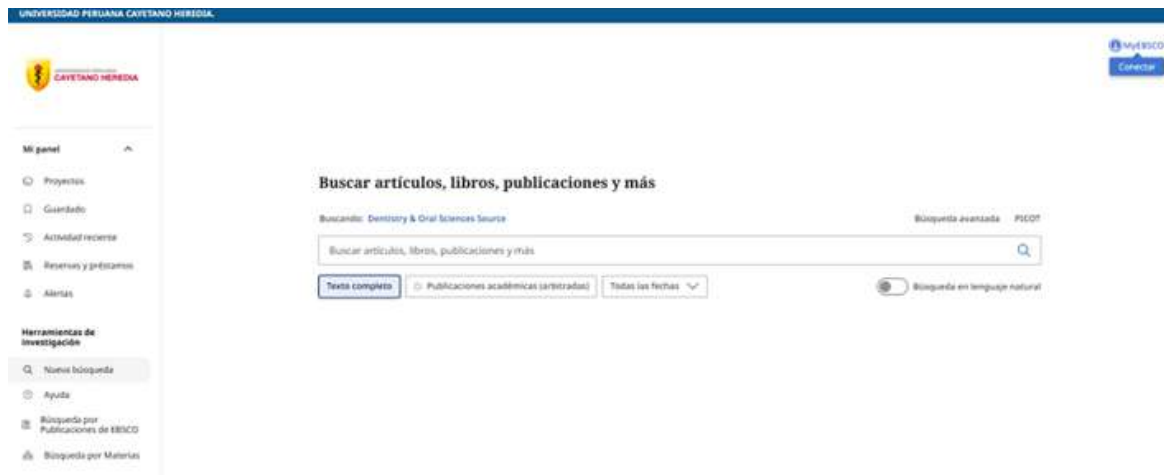 UNIVERSIDAD PERUANA CAYETANO HEREDIA.
CAYETANO HEREDIA
MyEBSCO
Conectar
Mi panel
Proyectos
Guardado
Actividad reciente
Reservas y préstamos
Alertas
Herramientas de
Investigación
Nueva búsqueda
Ayuda
Búsqueda por
Publicaciones de EBSCO
Búsqueda por Materias
Buscar artículos, libros, publicaciones y más
Buscando: Dentistry & Oral Sciences Source
Búsqueda avanzada PICOT
Buscar artículos, libros, publicaciones y más
Texto completo Publicaciones académicas (arbitradas) Todas las fechas
Búsqueda en lenguaje natural